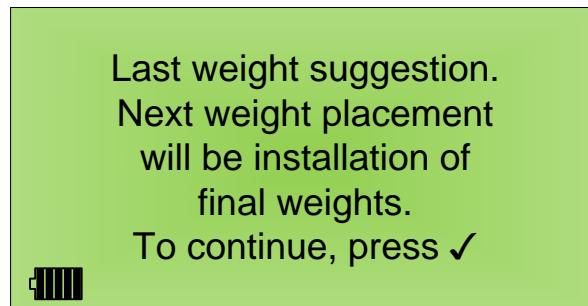 Last weight suggestion.
Next weight placement
will be installation of
final weights.
To continue, press ✓